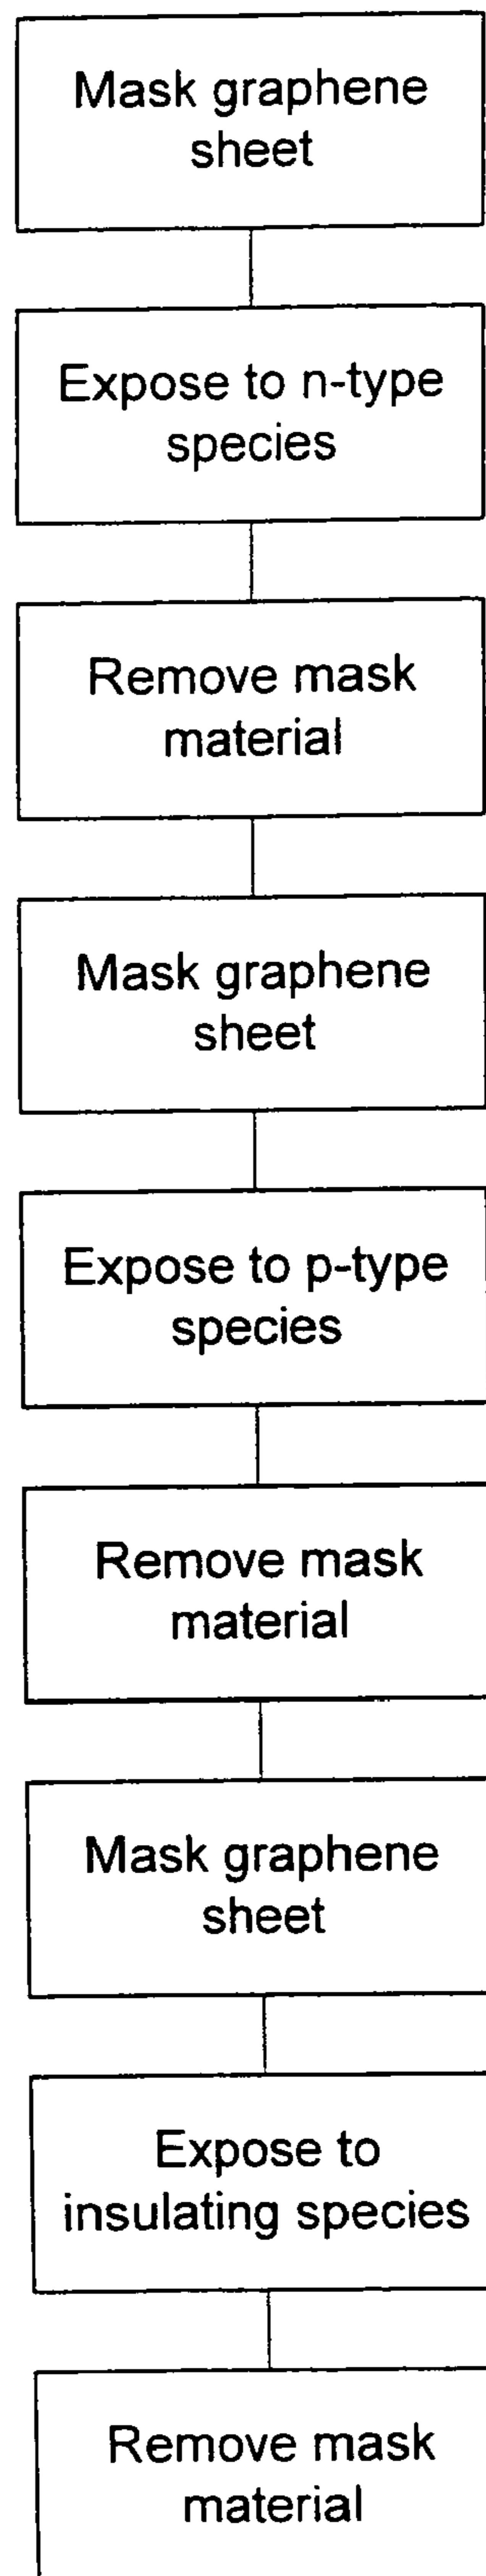 Mask graphene
sheet
Expose to n-type
species
Remove mask
material
Mask graphene
sheet
Expose to p-type
species
Remove mask
material
Mask graphene
sheet
Expose to
insulating species
Remove mask
material